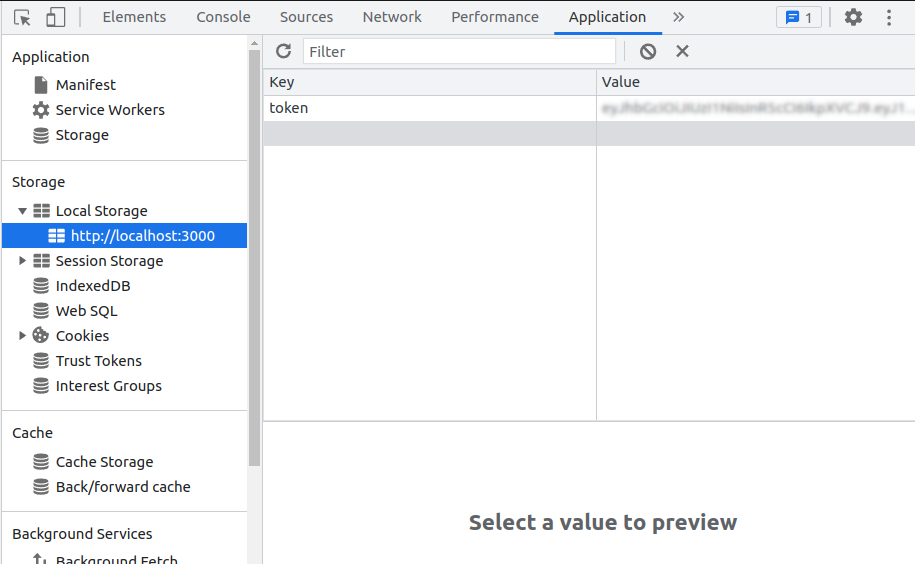 Elements Console Sources Network Performance Application 1
Application
Manifest
Service Workers
Storage
Storage
Local Storage
http://localhost:3000
Session Storage
IndexedDB
Web SQL
Cookies
Trust Tokens
Interest Groups
Cache
Cache Storage
Back/forward cache
Background Services
Background Fetch
Filter
Key Value
token
Select a value to preview